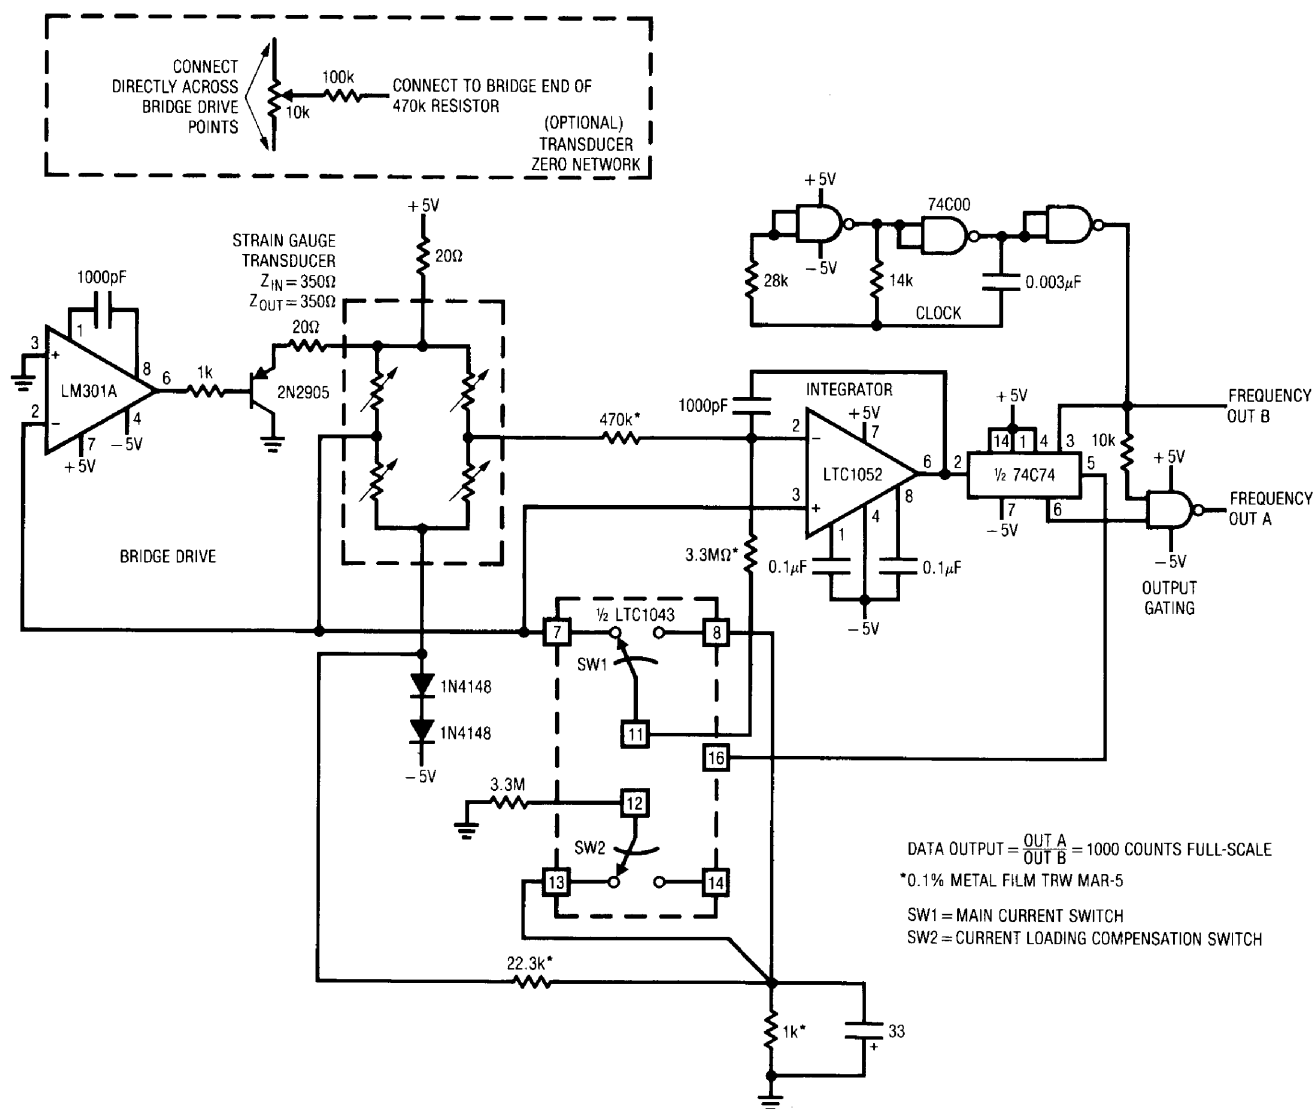 CONNECT
DIRECTLY ACROSS
BRIDGE DRIVE
POINTS
10k
100k
CONNECT TO BRIDGE END OF
470k RESISTOR
(OPTIONAL)
TRANSDUCER
ZERO NETWORK
+5V
20Ω
STRAIN GAUGE
TRANSDUCER
Z_IN = 350Ω
Z_OUT = 350Ω
1000pF
1
8
3
+
LM301A
6
2
−
4
−5V
7
+5V
1k
2N2905
20Ω
BRIDGE DRIVE
1N4148
1N4148
−5V
+5V
74C00
−5V
28k
14k
0.003µF
CLOCK
470k*
1000pF
INTEGRATOR
+5V
7
2
−
LTC1052
6
3
+
8
4
1
0.1µF
0.1µF
−5V
3.3MΩ*
+5V
14
1
4
3
2
½ 74C74
5
7
−5V
6
10k
+5V
−5V
FREQUENCY
OUT B
FREQUENCY
OUT A
OUTPUT
GATING
½ LTC1043
7
8
SW1
11
16
3.3M
12
SW2
13
14
22.3k*
1k*
33
+
DATA OUTPUT = OUT A / OUT B = 1000 COUNTS FULL-SCALE
*0.1% METAL FILM TRW MAR-5
SW1 = MAIN CURRENT SWITCH
SW2 = CURRENT LOADING COMPENSATION SWITCH